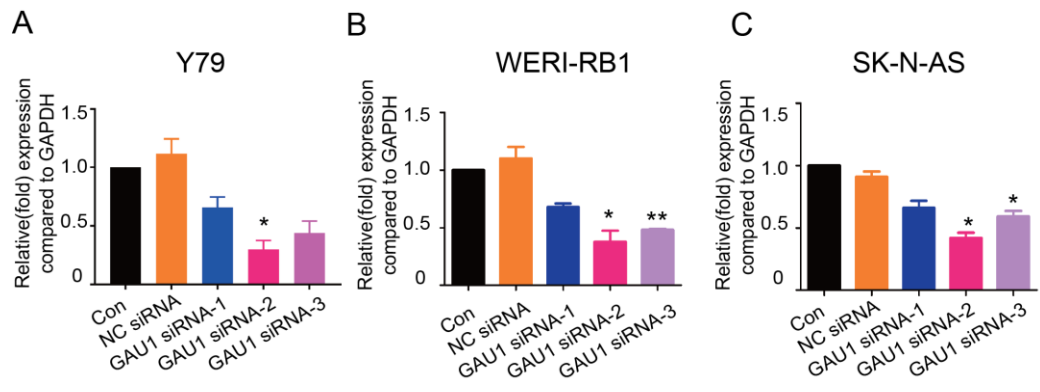 A
Y79
Relative(fold) expression
compared to GAPDH
1.5
1.0
0.5
0
*
Con
NC siRNA
GAU1 siRNA-1
GAU1 siRNA-2
GAU1 siRNA-3
B
WERI-RB1
Relative(fold) expression
compared to GAPDH
1.5
1.0
0.5
0.0
*
**
Con
NC siRNA
GAU1 siRNA-1
GAU1 siRNA-2
GAU1 siRNA-3
C
SK-N-AS
Relative(fold) expression
compared to GAPDH
1.5
1.0
0.5
0.0
*
*
Con
NC siRNA
GAU1 siRNA-1
GAU1 siRNA-2
GAU1 siRNA-3